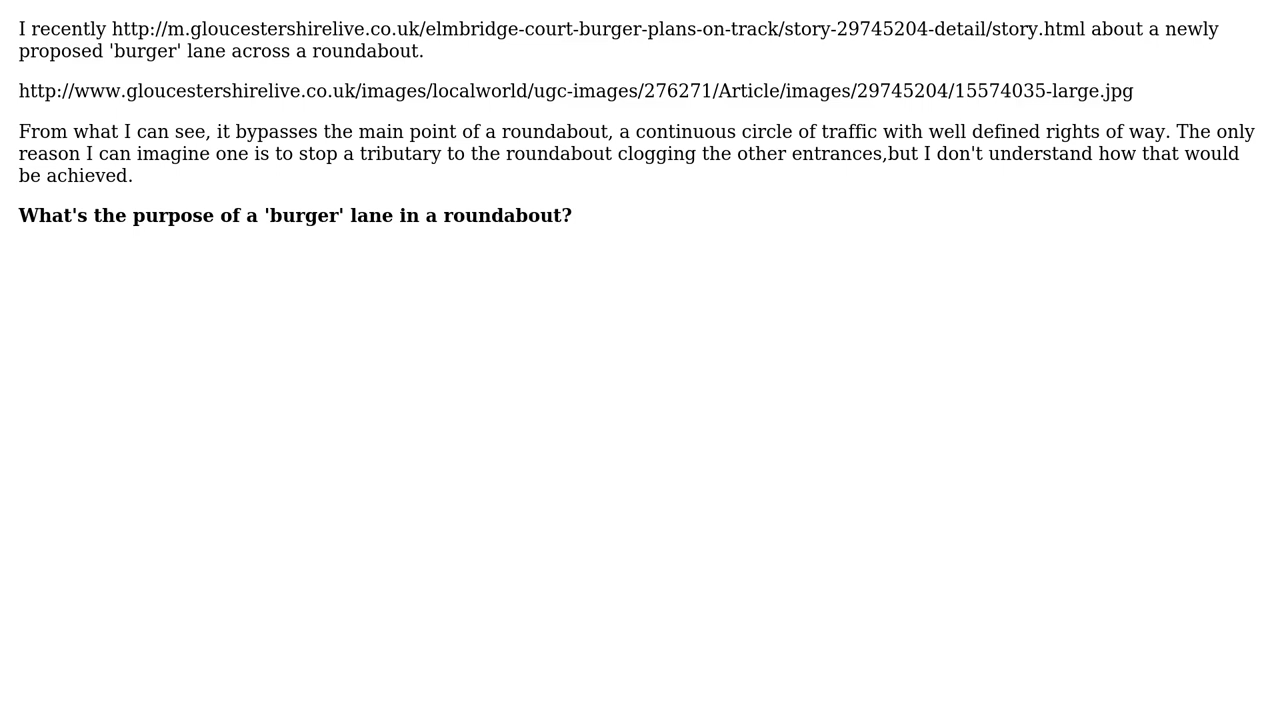 I recently http://m.gloucestershirelive.co.uk/elmbridge-court-burger-plans-on-track/story-29745204-detail/story.html about a newly
proposed 'burger' lane across a roundabout.
http://www.gloucestershirelive.co.uk/images/localworld/ugc-images/276271/Article/images/29745204/15574035-large.jpg
From what I can see, it bypasses the main point of a roundabout, a continuous circle of traffic with well defined rights of way. The only
reason I can imagine one is to stop a tributary to the roundabout clogging the other entrances,but I don't understand how that would
be achieved.
What's the purpose of a 'burger' lane in a roundabout?